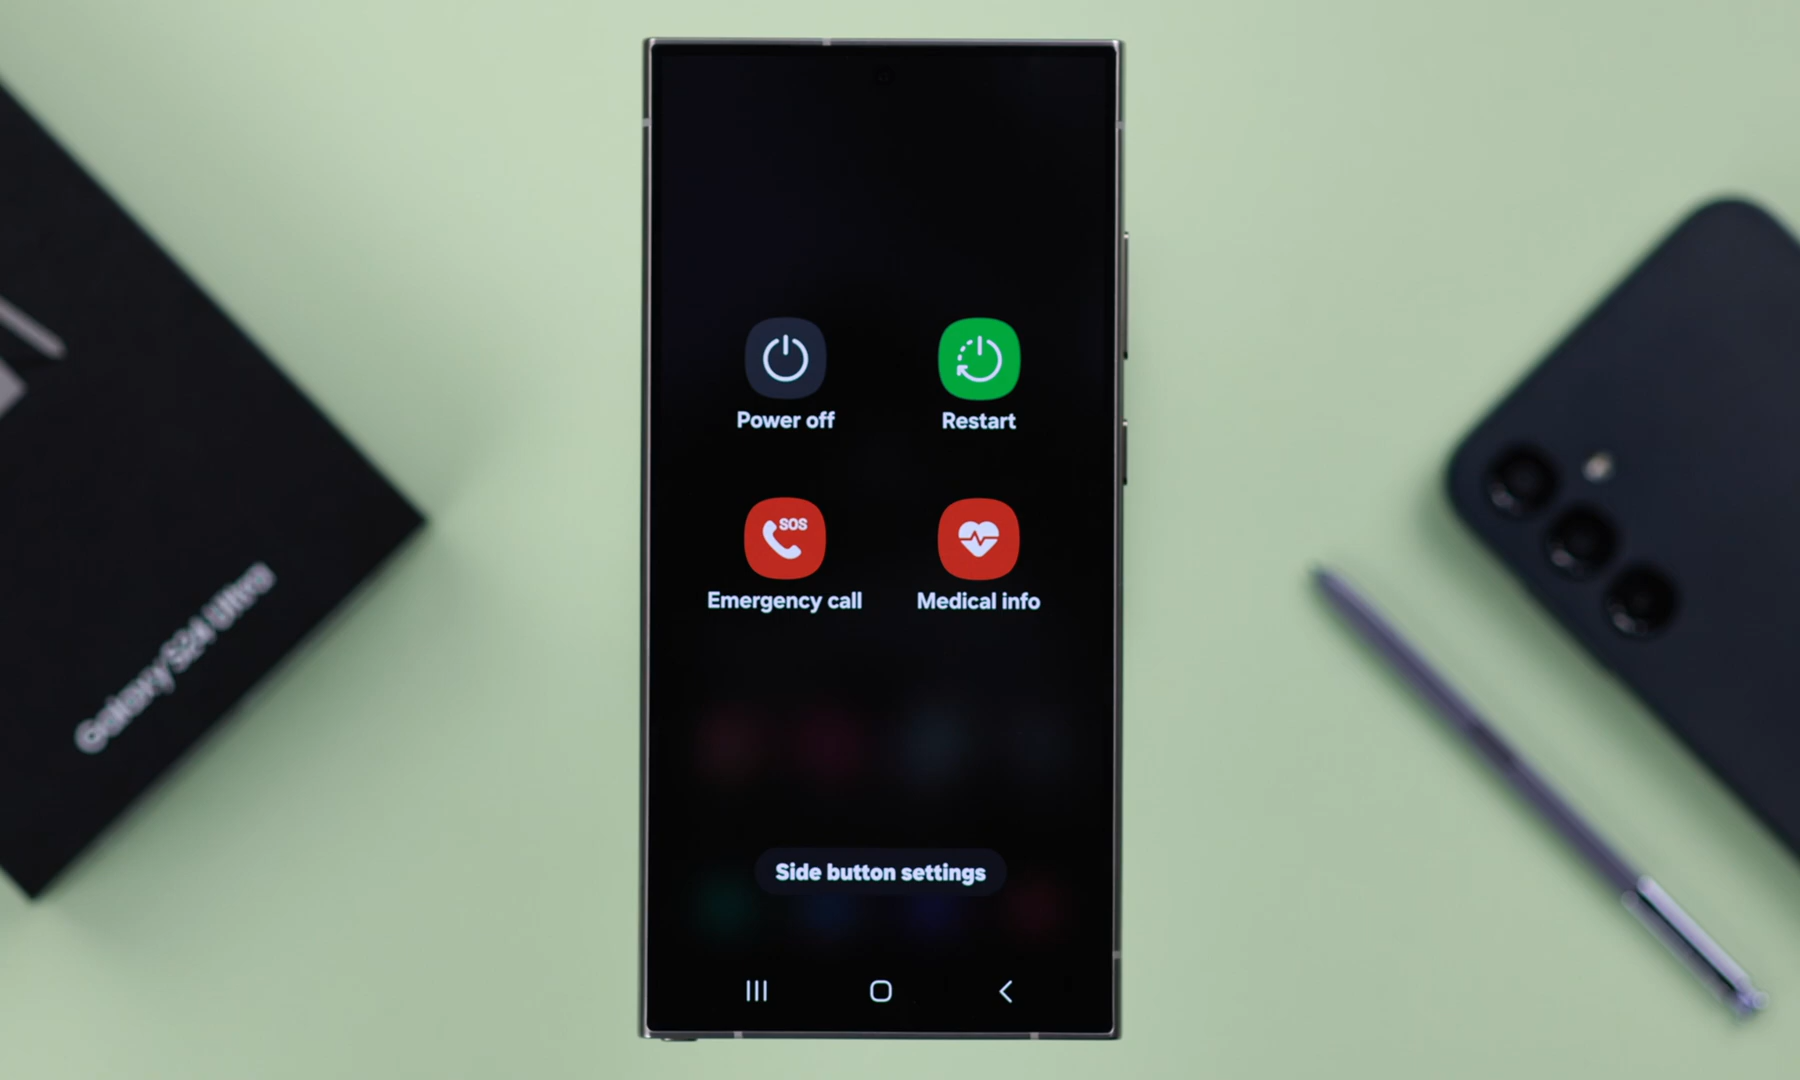 Power off
Restart
SOS
Emergency call
Medical info
Side button settings
Galaxy S24 Ultra